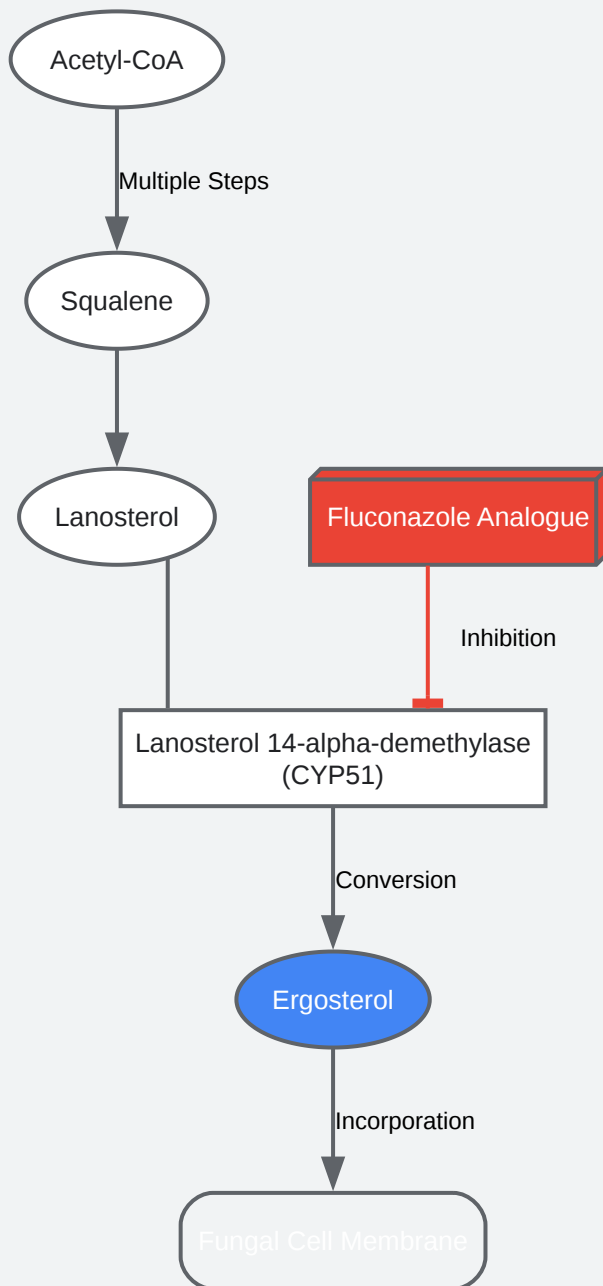 Acetyl-CoA
Multiple Steps
Squalene
Lanosterol
Fluconazole Analogue
Inhibition
Lanosterol 14-alpha-demethylase
(CYP51)
Conversion
Ergosterol
Incorporation
Fungal Cell Membrane